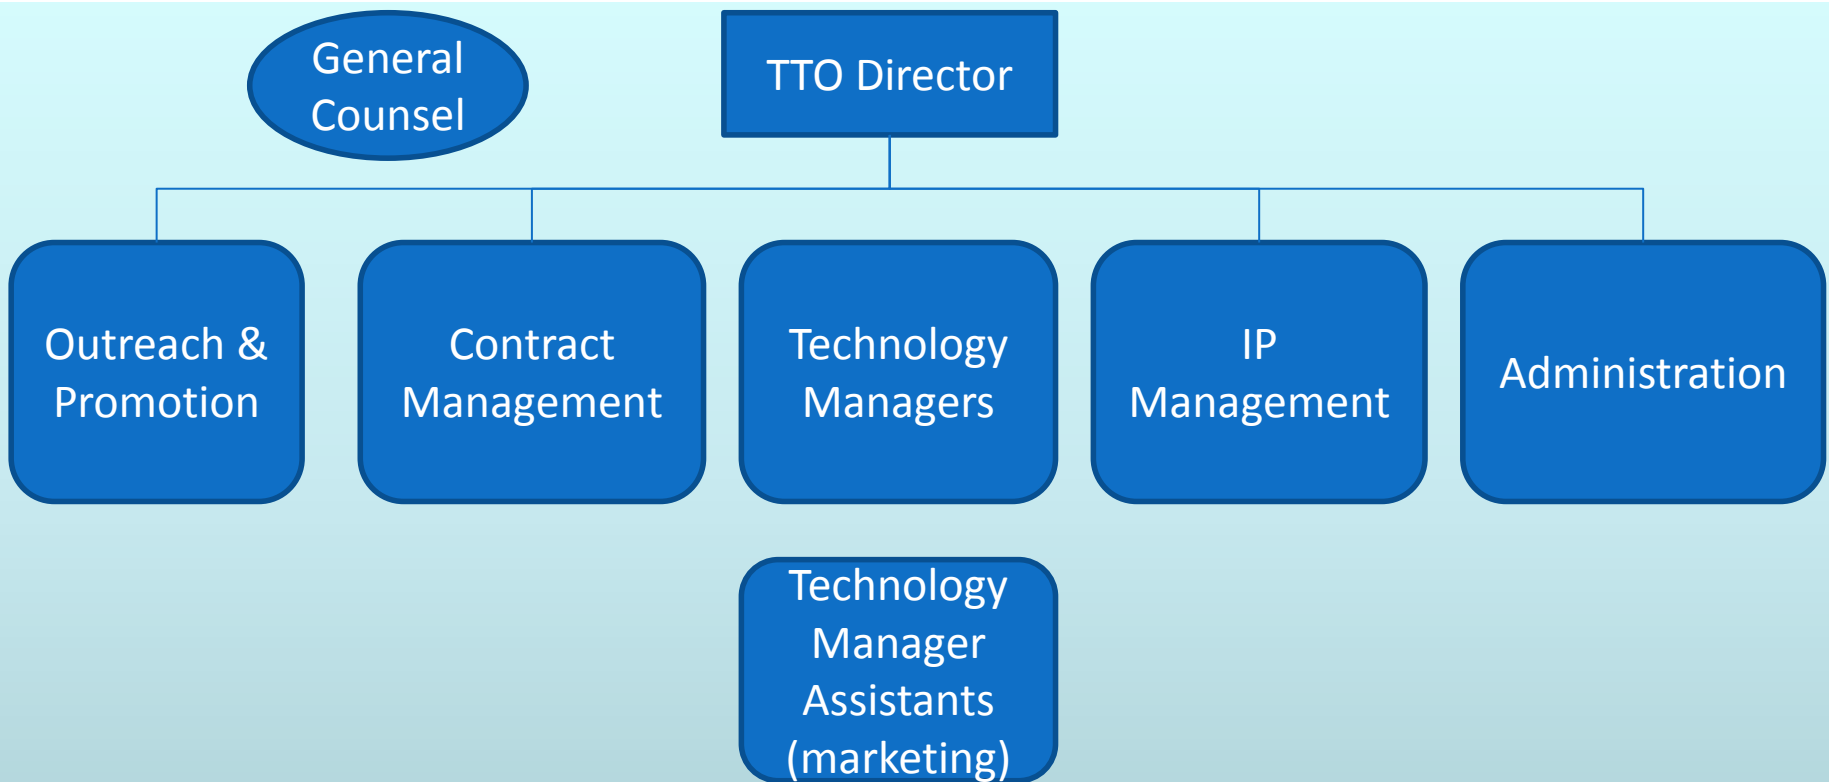 General
Counsel
TTO Director
Outreach &
Promotion
Contract
Management
Technology
Managers
IP
Management
Administration
Technology
Manager
Assistants
(marketing)